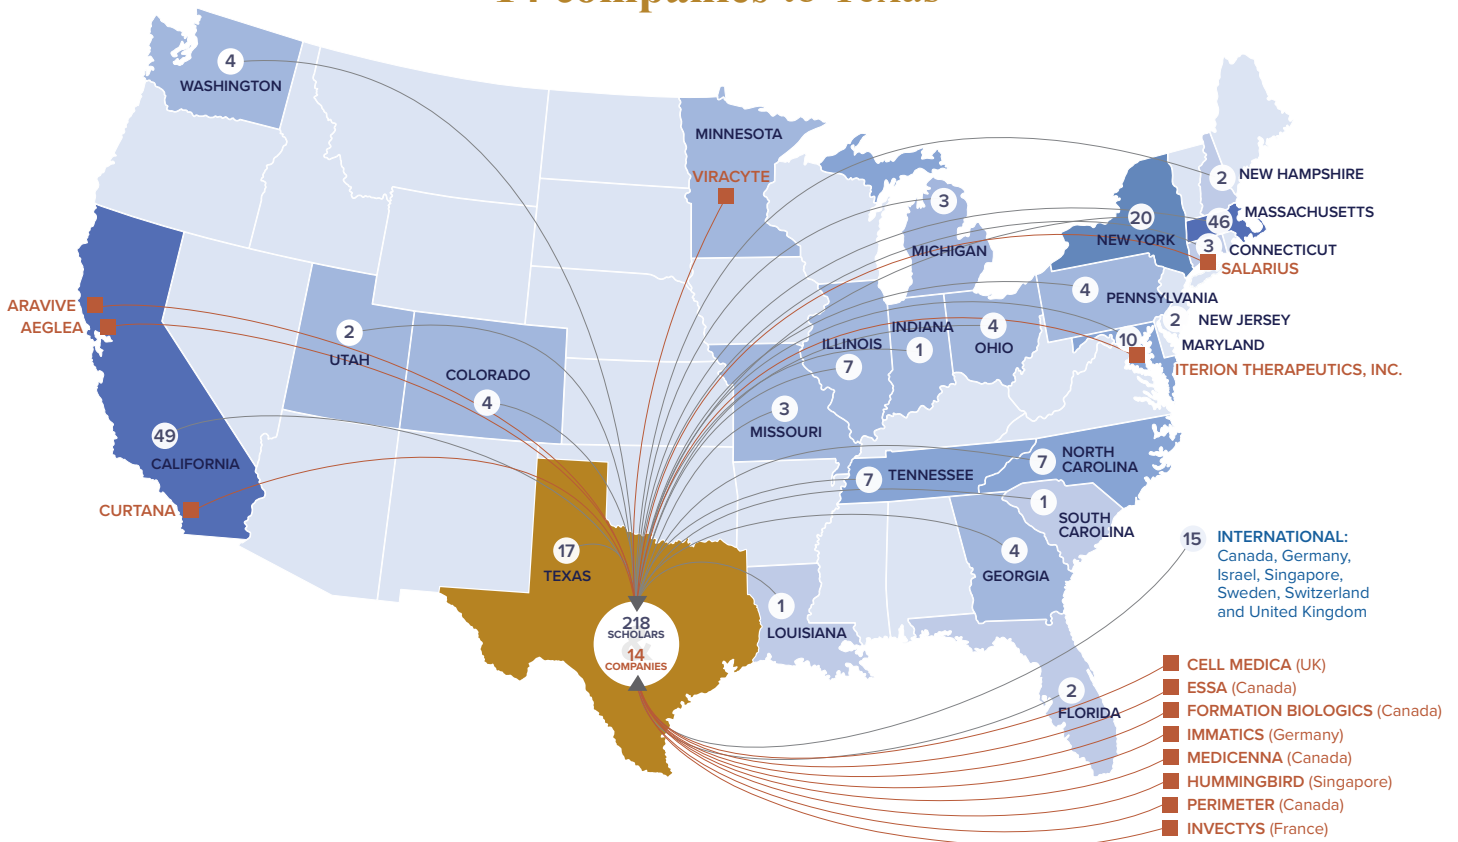 14 companies to Texas
4
WASHINGTON
MINNESOTA
VIRACYTE
3
MICHIGAN
2
NEW HAMPSHIRE
20
NEW YORK
46
MASSACHUSETTS
3
CONNECTICUT
SALARIUS
ARAVIVE
AEGLEA
2
UTAH
COLORADO
4
4
PENNSYLVANIA
2
NEW JERSEY
10
MARYLAND
ITERION THERAPEUTICS, INC.
ILLINOIS
7
INDIANA
1
4
OHIO
3
MISSOURI
49
CALIFORNIA
CURTANA
7
TENNESSEE
7
NORTH
CAROLINA
1
SOUTH
CAROLINA
17
TEXAS
4
GEORGIA
1
LOUISIANA
2
FLORIDA
218
SCHOLARS
&
14
COMPANIES
15
INTERNATIONAL:
Canada, Germany,
Israel, Singapore,
Sweden, Switzerland
and United Kingdom
CELL MEDICA (UK)
ESSA (Canada)
FORMATION BIOLOGICS (Canada)
IMMATICS (Germany)
MEDICENNA (Canada)
HUMMINGBIRD (Singapore)
PERIMETER (Canada)
INVECTYS (France)